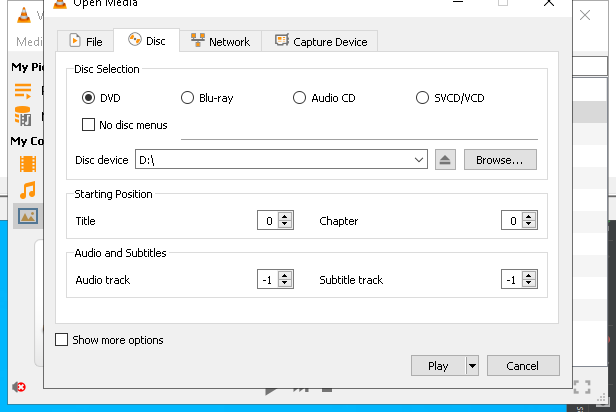 Open Media
Medi
File
Disc
Network
Capture Device
My Pi
My Co
Disc Selection
DVD
Blu-ray
Audio CD
SVCD/VCD
No disc menus
Disc device
D:\
Browse...
Starting Position
Title
0
Chapter
0
Audio and Subtitles
Audio track
-1
Subtitle track
-1
Show more options
Play
Cancel